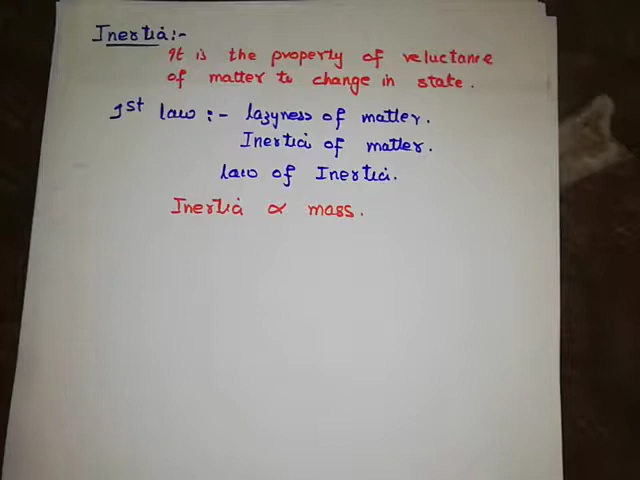 Inertia:-
It is the property of reluctance
of matter to change in state.
1st law :- lazyness of matter.
Inertia of matter.
law of Inertia.
Inertia ∝ mass.